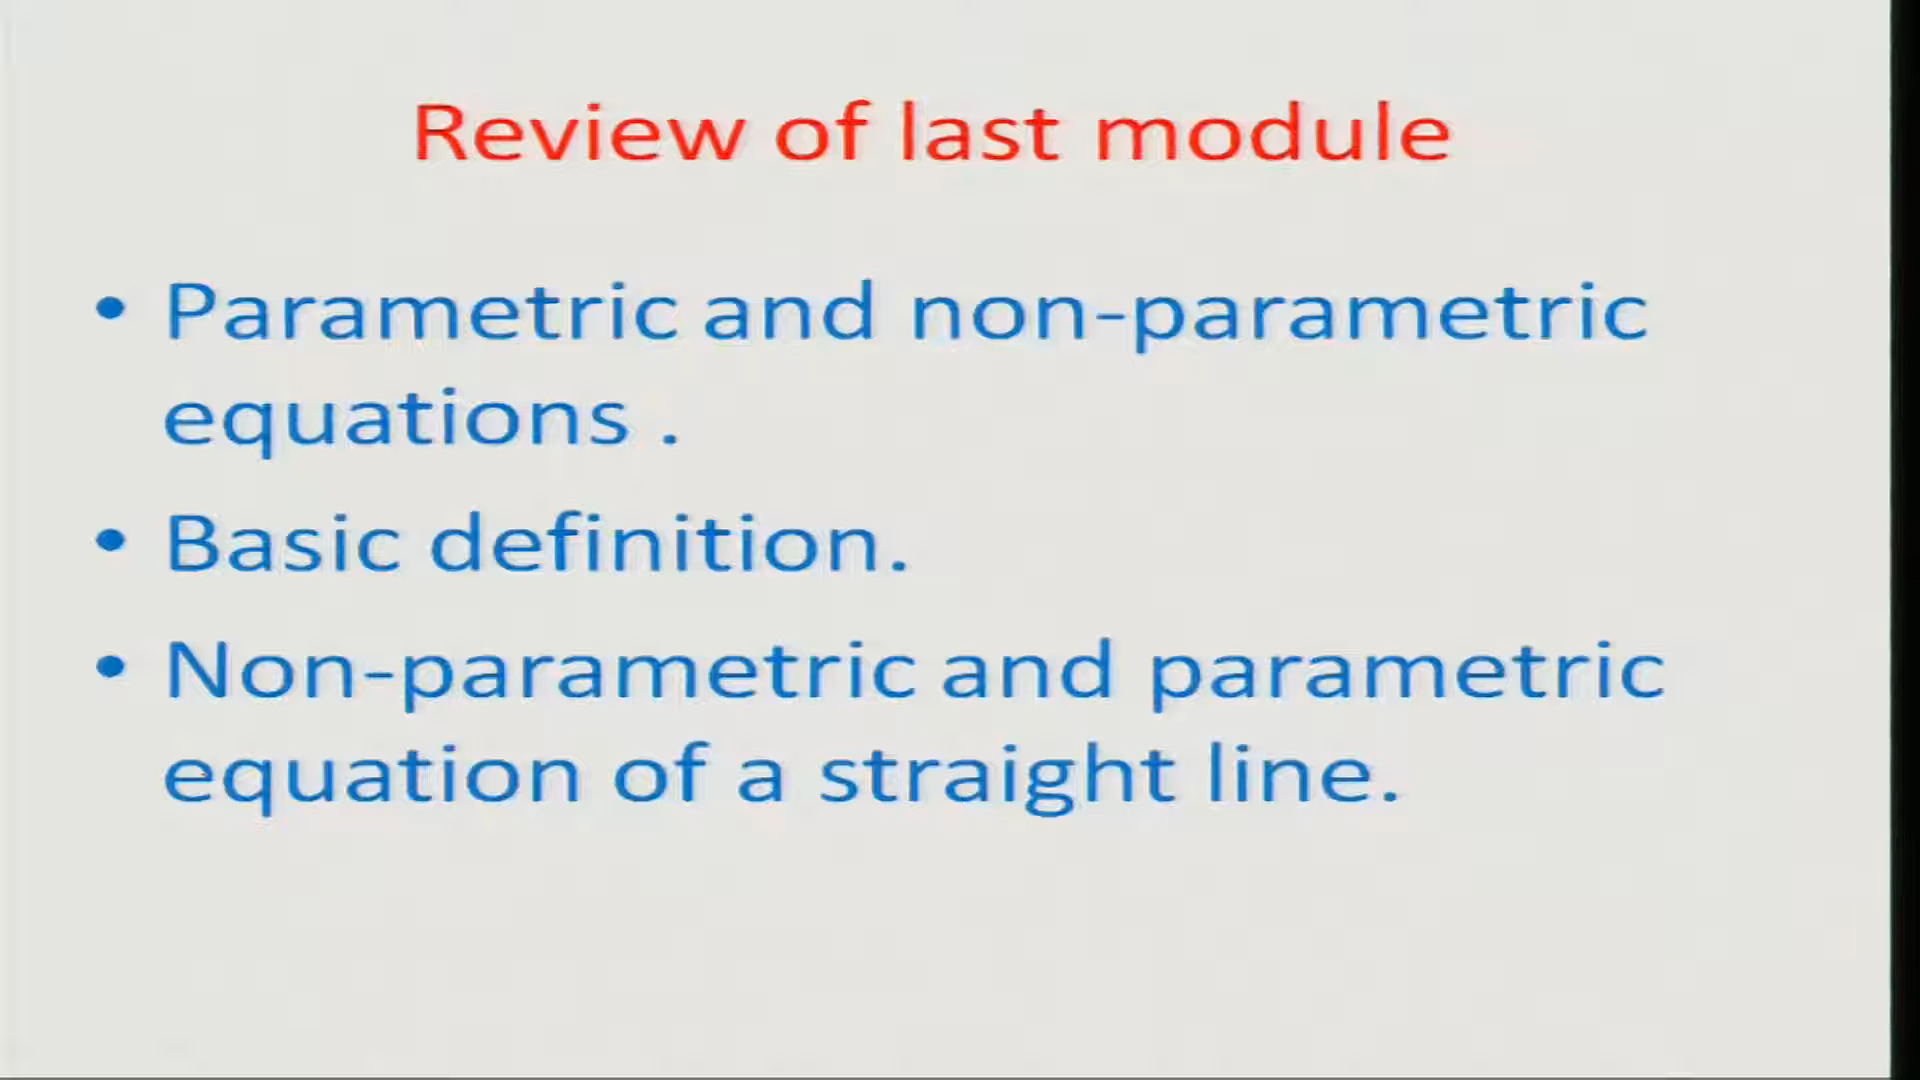 Review of last module
• Parametric and non-parametric
equations .
• Basic definition.
• Non-parametric and parametric
equation of a straight line.